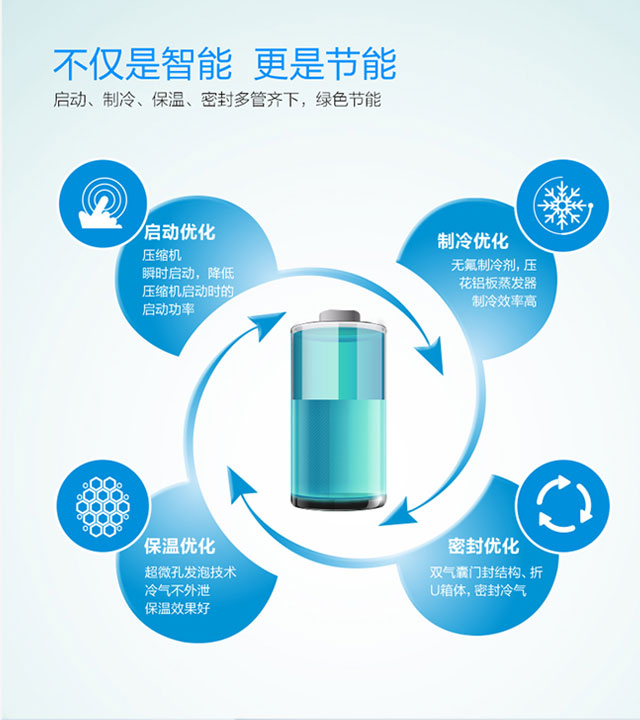 不仅是智能 更是节能
启动、制冷、保温、密封多管齐下，绿色节能
启动优化
压缩机
瞬时启动，降低
压缩机启动时的
启动功率
制冷优化
无氟制冷剂，压
花铝板蒸发器
制冷效率高
保温优化
超微孔发泡技术
冷气不外泄
保温效果好
密封优化
双气囊门封结构、折
U箱体，密封冷气